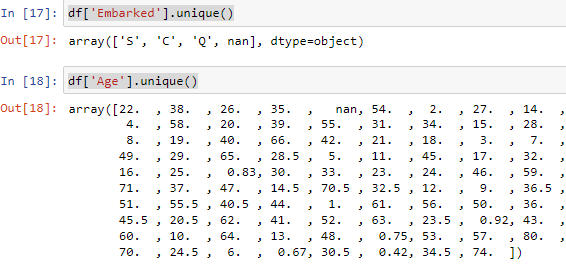 In [17]: df['Embarked'].unique()
Out[17]: array(['S', 'C', 'Q', nan], dtype=object)
In [18]: df['Age'].unique()
Out[18]: array([22.  , 38.  , 26.  , 35.  ,   nan, 54.  ,  2.  , 27.  , 14.  ,
 4.  , 58.  , 20.  , 39.  , 55.  , 31.  , 34.  , 15.  , 28.  ,
 8.  , 19.  , 40.  , 66.  , 42.  , 21.  , 18.  ,  3.  ,  7.  ,
49.  , 29.  , 65.  , 28.5 ,  5.  , 11.  , 45.  , 17.  , 32.  ,
16.  , 25.  ,  0.83, 30.  , 33.  , 23.  , 24.  , 46.  , 59.  ,
71.  , 37.  , 47.  , 14.5 , 70.5 , 32.5 , 12.  ,  9.  , 36.5 ,
51.  , 55.5 , 40.5 , 44.  ,  1.  , 61.  , 56.  , 50.  , 36.  ,
45.5 , 20.5 , 62.  , 41.  , 52.  , 63.  , 23.5 ,  0.92, 43.  ,
60.  , 10.  , 64.  , 13.  , 48.  ,  0.75, 53.  , 57.  , 80.  ,
70.  , 24.5 ,  6.  ,  0.67, 30.5 ,  0.42, 34.5 , 74.  ])